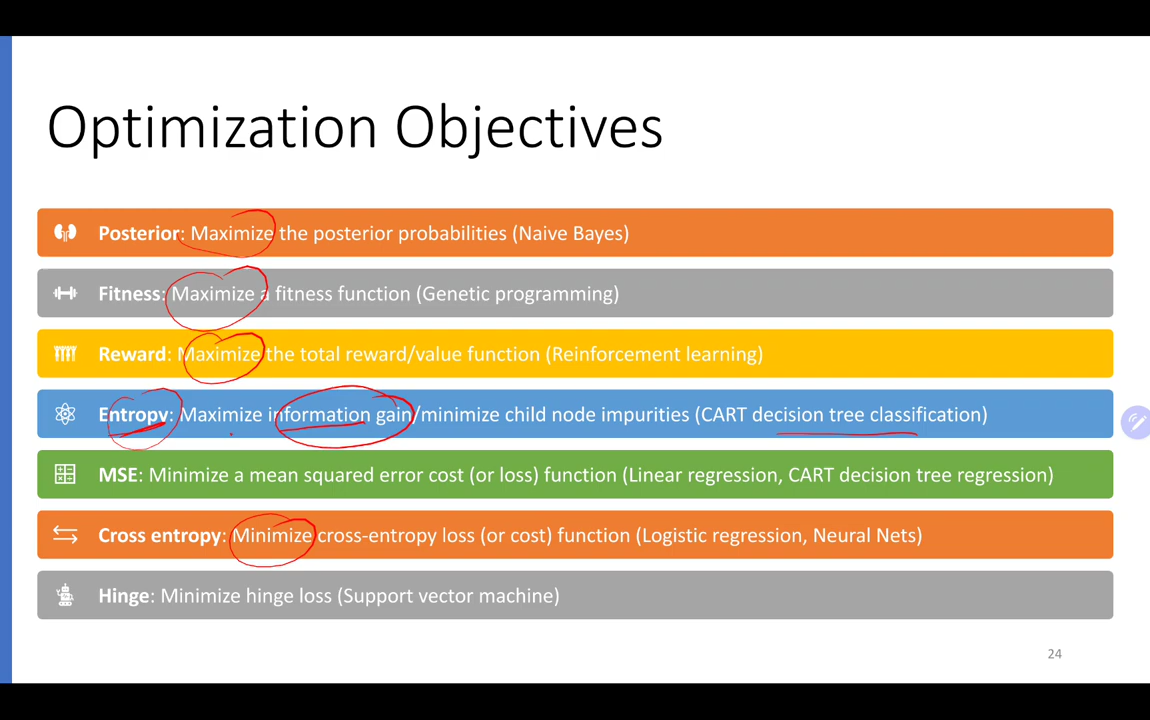 Optimization Objectives
Posterior: Maximize the posterior probabilities (Naive Bayes)
Fitness: Maximize a fitness function (Genetic programming)
Reward: Maximize the total reward/value function (Reinforcement learning)
Entropy: Maximize information gain/minimize child node impurities (CART decision tree classification)
MSE: Minimize a mean squared error cost (or loss) function (Linear regression, CART decision tree regression)
Cross entropy: Minimize cross-entropy loss (or cost) function (Logistic regression, Neural Nets)
Hinge: Minimize hinge loss (Support vector machine)
24